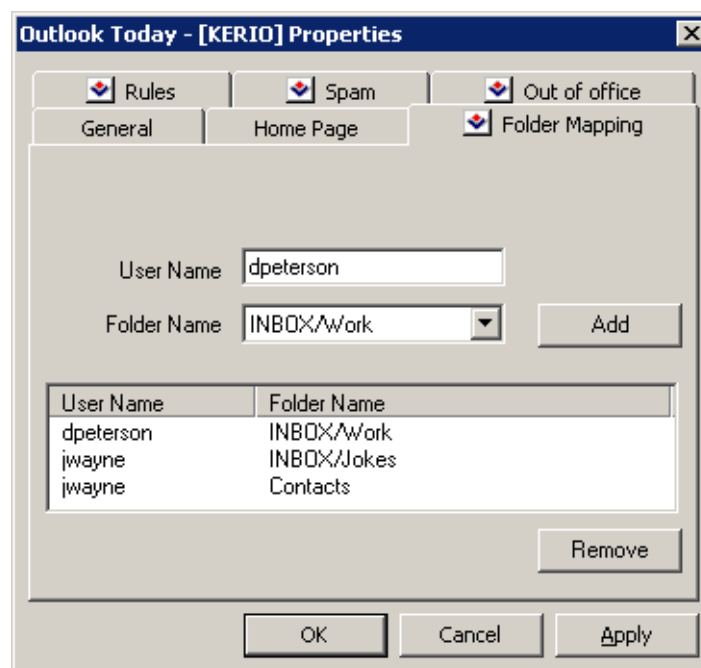 Outlook Today - [KERIO] Properties
Rules Spam Out of office
General Home Page Folder Mapping
User Name dpeterson
Folder Name INBOX/Work Add
User Name Folder Name
dpeterson INBOX/Work
jwayne INBOX/Jokes
jwayne Contacts
Remove
OK Cancel Apply